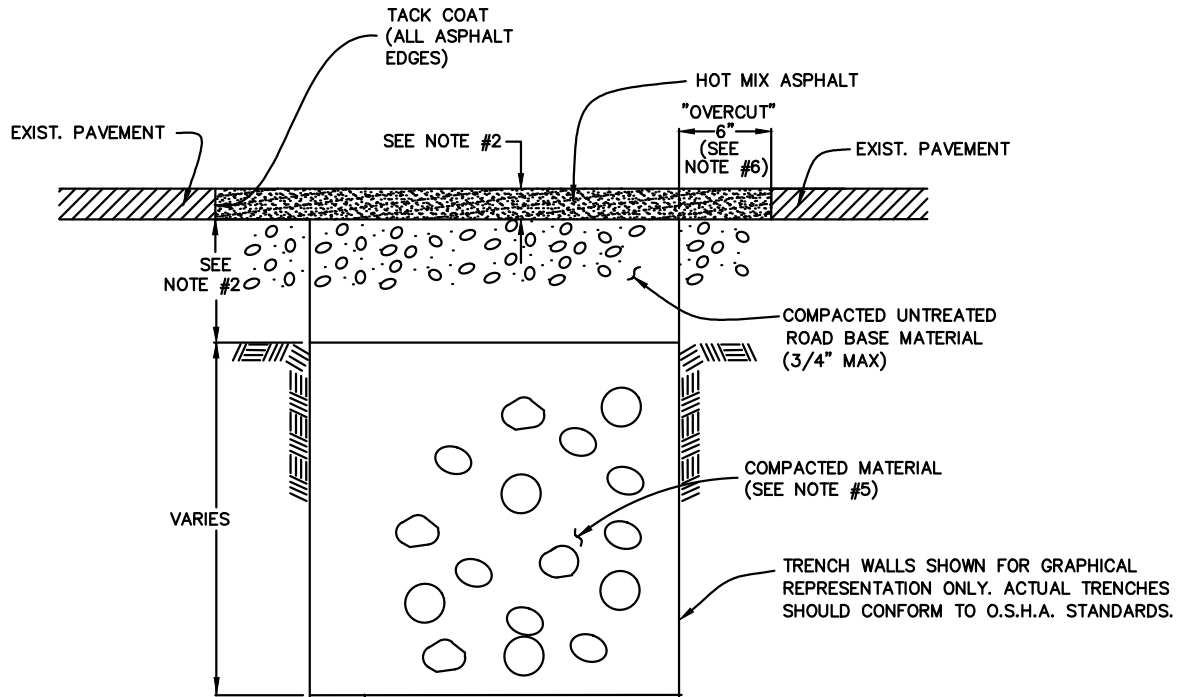 TACK COAT
(ALL ASPHALT
EDGES)
HOT MIX ASPHALT
"OVERCUT"
6"
(SEE
NOTE #6)
EXIST. PAVEMENT
SEE NOTE #2
EXIST. PAVEMENT
SEE
NOTE #2
COMPACTED UNTREATED
ROAD BASE MATERIAL
(3/4" MAX)
COMPACTED MATERIAL
(SEE NOTE #5)
VARIES
TRENCH WALLS SHOWN FOR GRAPHICAL
REPRESENTATION ONLY. ACTUAL TRENCHES
SHOULD CONFORM TO O.S.H.A. STANDARDS.